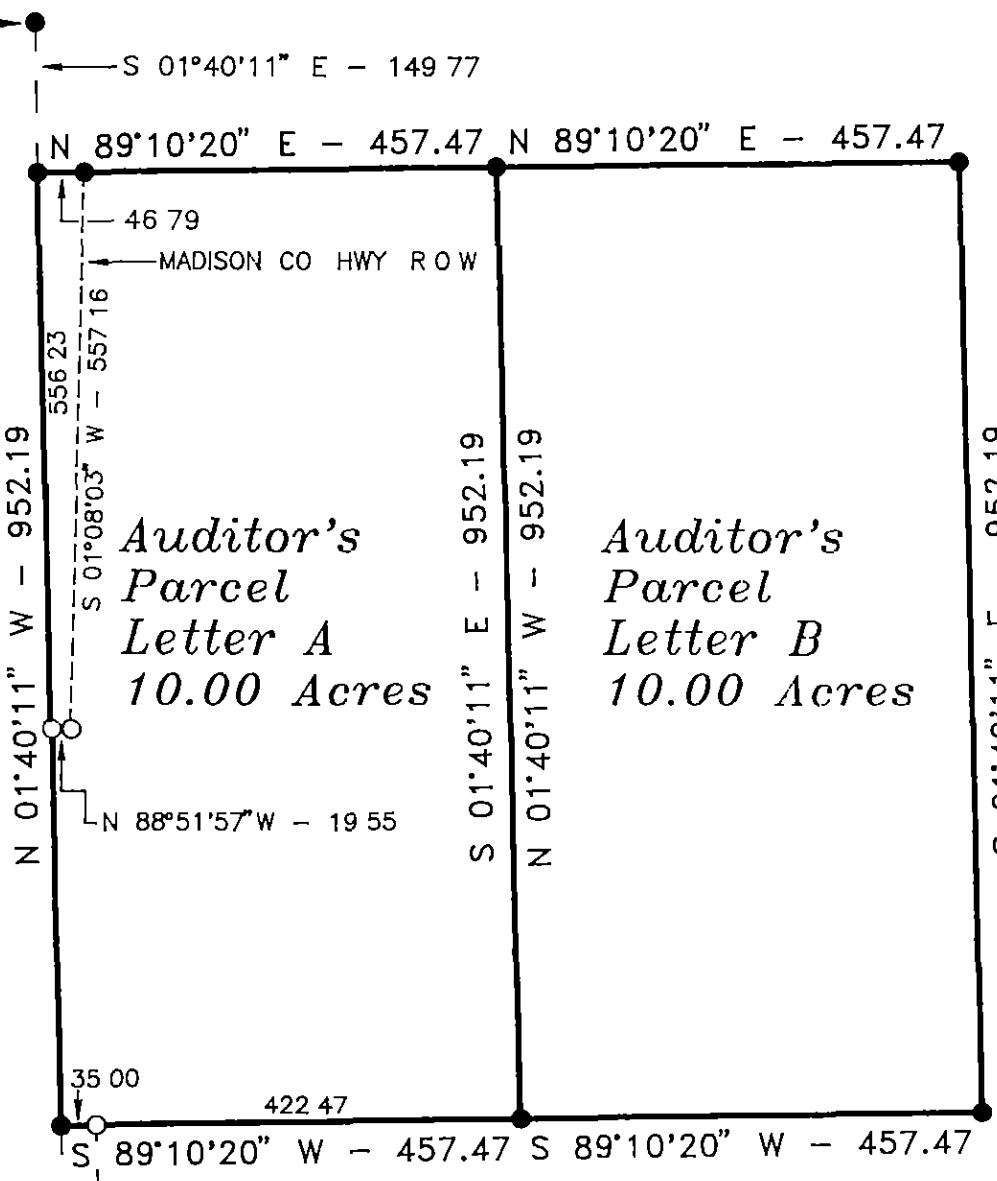 S 01°40'11" E - 149 77
N 89°10'20" E - 457.47
N 89°10'20" E - 457.47
46 79
MADISON CO HWY R O W
556 23
S 01°08'03" W - 557 16
N 01°40'11" W - 952.19
Auditor's
Parcel
Letter A
10.00 Acres
S 01°40'11" E - 952.19
N 01°40'11" W - 952.19
Auditor's
Parcel
Letter B
10.00 Acres
N 88°51'57" W - 19 55
35 00
422 47
S 89°10'20" W - 457.47
S 89°10'20" W - 457.47